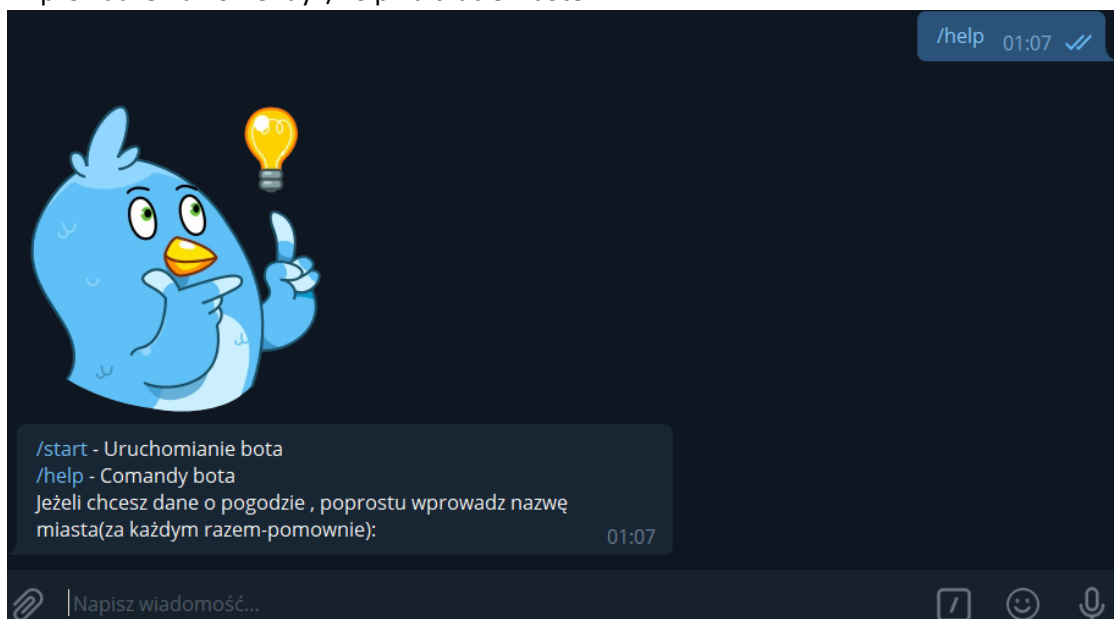 /help 01:07
/start - Uruchomianie bota
/help - Comandy bota
Jeżeli chcesz dane o pogodzie , poprostu wprowadz nazwę
miasta(za każdym razem-pomownie):
01:07
Napisz wiadomość...